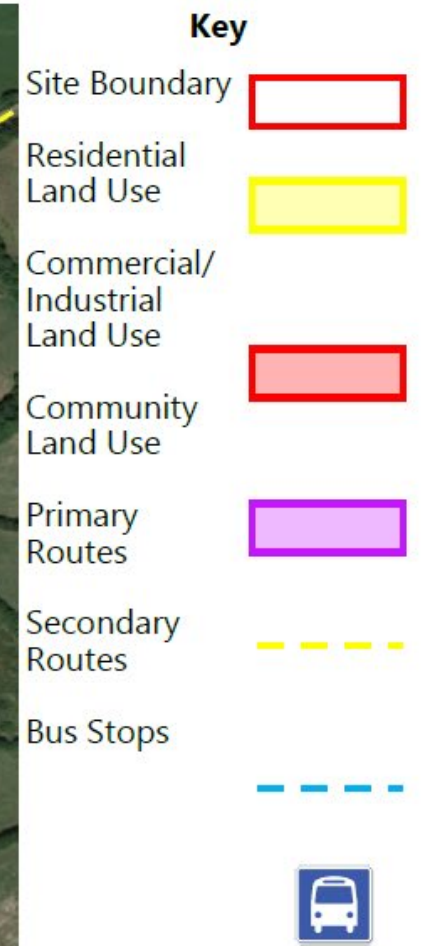 Key
Site Boundary
Residential
Land Use
Commercial/
Industrial
Land Use
Community
Land Use
Primary
Routes
Secondary
Routes
Bus Stops